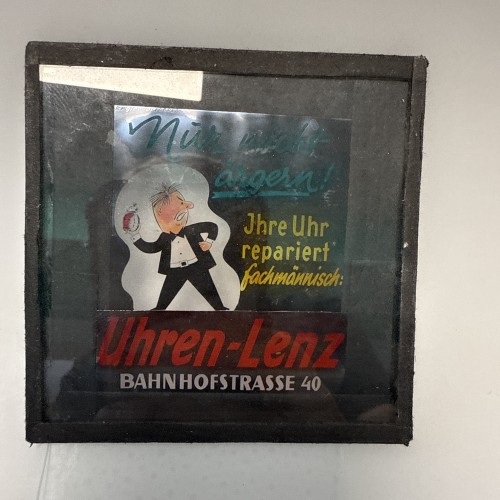 Nur nicht
ärgern!
Jhre Uhr
repariert
fachmännisch:
Uhren-Lenz
BAHNHOFSTRASSE 40